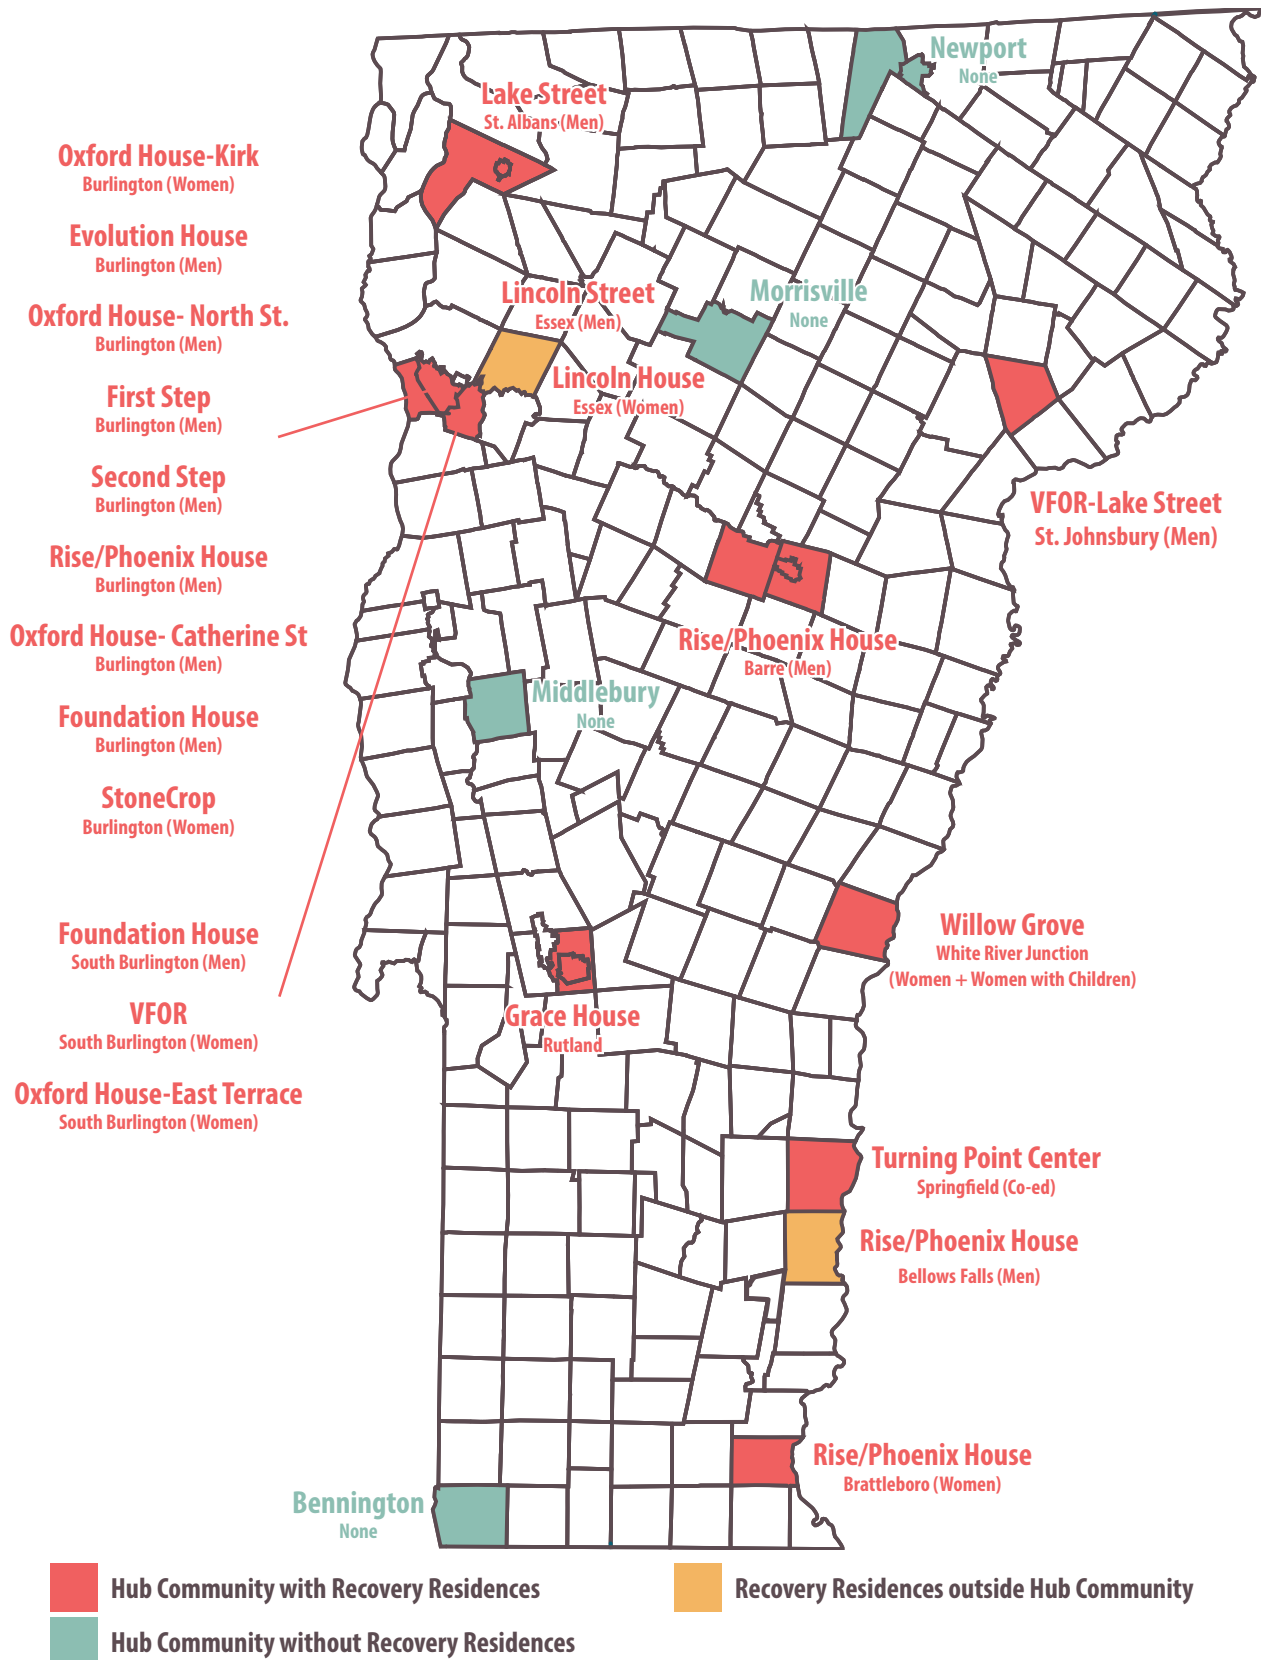 Newport
None
Lake Street
St. Albans (Men)
Oxford House-Kirk
Burlington (Women)
Evolution House
Burlington (Men)
Oxford House- North St.
Burlington (Men)
First Step
Burlington (Men)
Second Step
Burlington (Men)
Rise/Phoenix House
Burlington (Men)
Oxford House- Catherine St
Burlington (Men)
Foundation House
Burlington (Men)
StoneCrop
Burlington (Women)
Foundation House
South Burlington (Men)
VFOR
South Burlington (Women)
Oxford House-East Terrace
South Burlington (Women)
Lincoln Street
Essex (Men)
Morrisville
None
Lincoln House
Essex (Women)
VFOR-Lake Street
St. Johnsbury (Men)
Rise/Phoenix House
Barre (Men)
Middlebury
None
Willow Grove
White River Junction
(Women + Women with Children)
Grace House
Rutland
Turning Point Center
Springfield (Co-ed)
Rise/Phoenix House
Bellows Falls (Men)
Rise/Phoenix House
Brattleboro (Women)
Bennington
None
Hub Community with Recovery Residences
Recovery Residences outside Hub Community
Hub Community without Recovery Residences